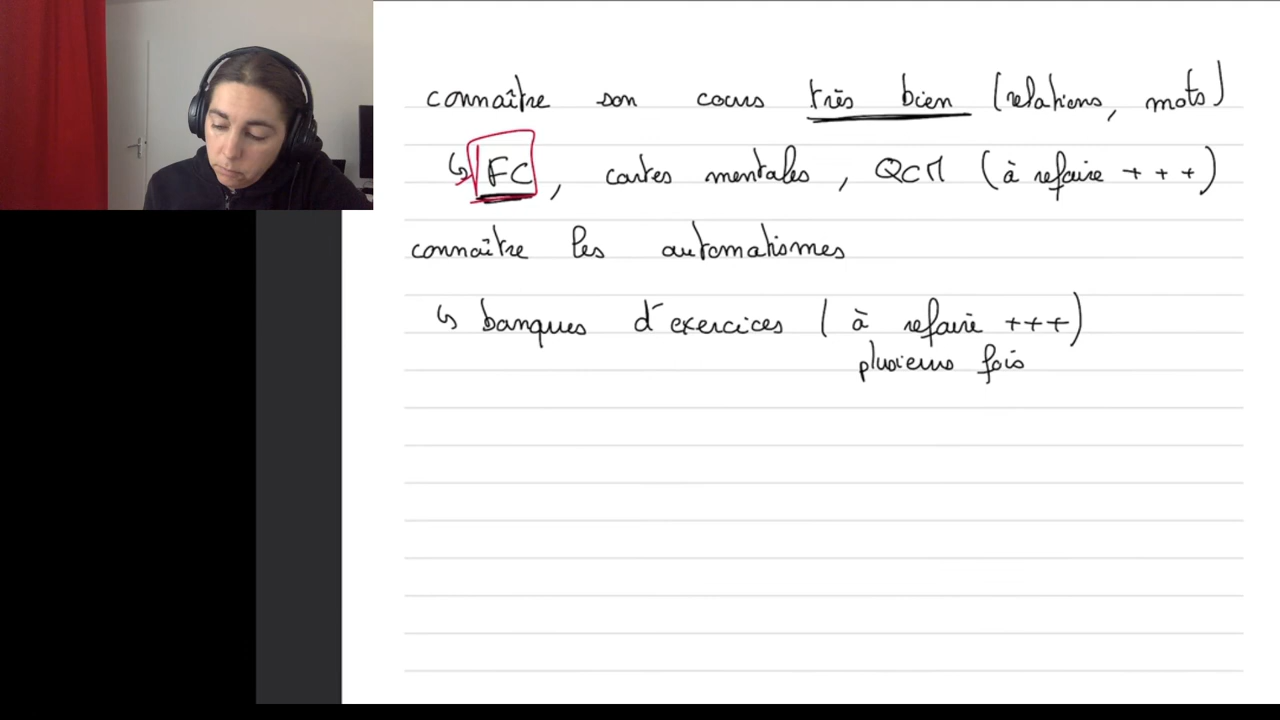 connaître son cours très bien (relations, mots)
↳ FC, cartes mentales, QCM (à refaire +++)
connaître les automatismes
↳ banques d'exercices (à refaire +++)
plusieurs fois